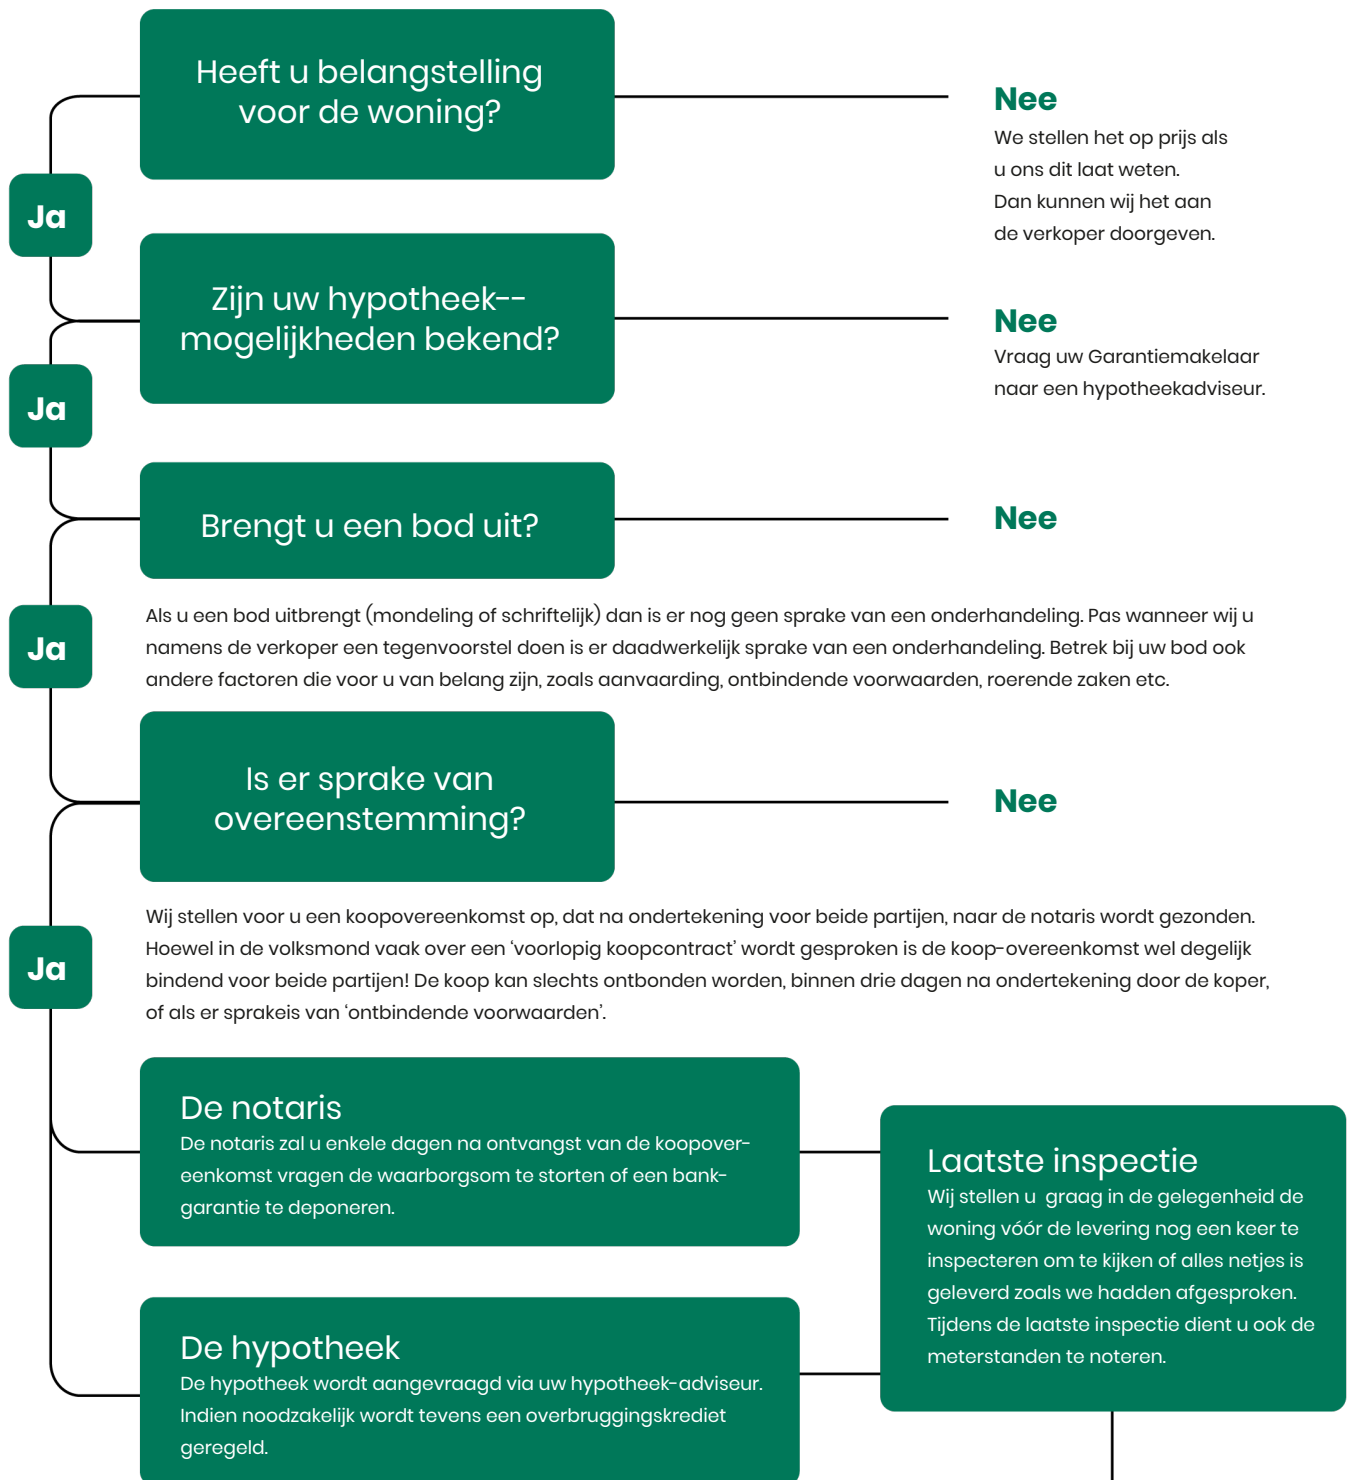 Heeft u belangstelling
voor de woning?
Nee
We stellen het op prijs als
u ons dit laat weten.
Dan kunnen wij het aan
de verkoper doorgeven.
Ja
Zijn uw hypotheek--
mogelijkheden bekend?
Nee
Vraag uw Garantiemakelaar
naar een hypotheekadviseur.
Ja
Brengt u een bod uit?
Nee
Ja
Als u een bod uitbrengt (mondeling of schriftelijk) dan is er nog geen sprake van een onderhandeling. Pas wanneer wij u
namens de verkoper een tegenvoorstel doen is er daadwerkelijk sprake van een onderhandeling. Betrek bij uw bod ook
andere factoren die voor u van belang zijn, zoals aanvaarding, ontbindende voorwaarden, roerende zaken etc.
Is er sprake van
overeenstemming?
Nee
Ja
Wij stellen voor u een koopovereenkomst op, dat na ondertekening voor beide partijen, naar de notaris wordt gezonden.
Hoewel in de volksmond vaak over een ‘voorlopig koopcontract’ wordt gesproken is de koop-overeenkomst wel degelijk
bindend voor beide partijen! De koop kan slechts ontbonden worden, binnen drie dagen na ondertekening door de koper,
of als er sprakeis van ‘ontbindende voorwaarden’.
De notaris
De notaris zal u enkele dagen na ontvangst van de koopover-
eenkomst vragen de waarborgsom te storten of een bank-
garantie te deponeren.
Laatste inspectie
Wij stellen u  graag in de gelegenheid de
woning vóór de levering nog een keer te
inspecteren om te kijken of alles netjes is
geleverd zoals we hadden afgesproken.
Tijdens de laatste inspectie dient u ook de
meterstanden te noteren.
De hypotheek
De hypotheek wordt aangevraagd via uw hypotheek-adviseur.
Indien noodzakelijk wordt tevens een overbruggingskrediet
geregeld.